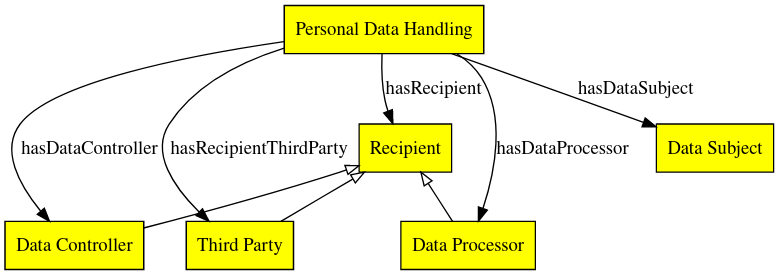 Personal Data Handling
hasRecipient
hasDataSubject
hasDataController
hasRecipientThirdParty
Recipient
hasDataProcessor
Data Subject
Data Controller
Third Party
Data Processor